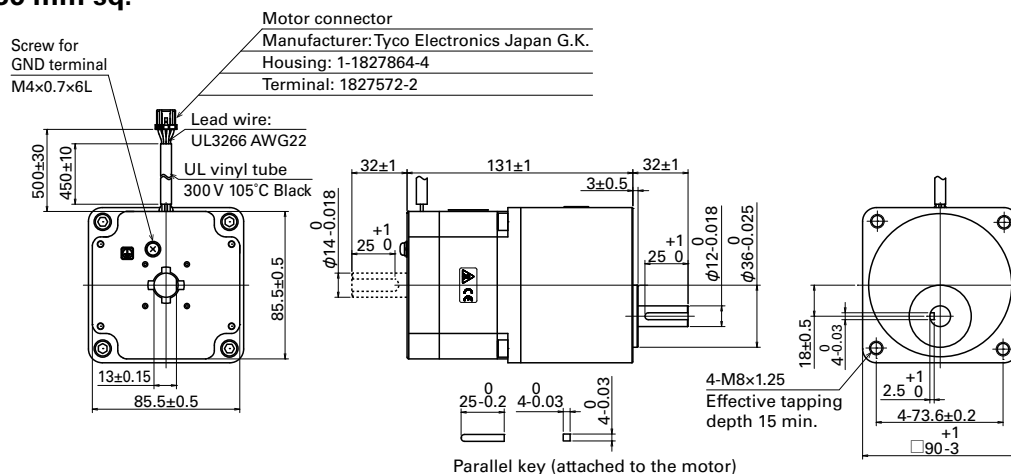 Motor connector
Manufacturer: Tyco Electronics Japan G.K.
Housing: 1-1827864-4
Terminal: 1827572-2
Screw for
GND terminal
M4×0.7×6L
Lead wire:
UL3266 AWG22
UL vinyl tube
300 V 105°C Black
500±30
450±10
85.5±0.5
13±0.15
85.5±0.5
32±1
131±1
32±1
3±0.5
0
ϕ14-0.018
+1
25 0
+1
25 0
0
ϕ12-0.018
0
ϕ36-0.025
CE
0
25-0.2
0
4-0.03
0
4-0.03
Parallel key (attached to the motor)
18±0.5
0
4-0.03
4-M8×1.25
Effective tapping
depth 15 min.
+1
2.5 0
4-73.6±0.2
+1
□90-3